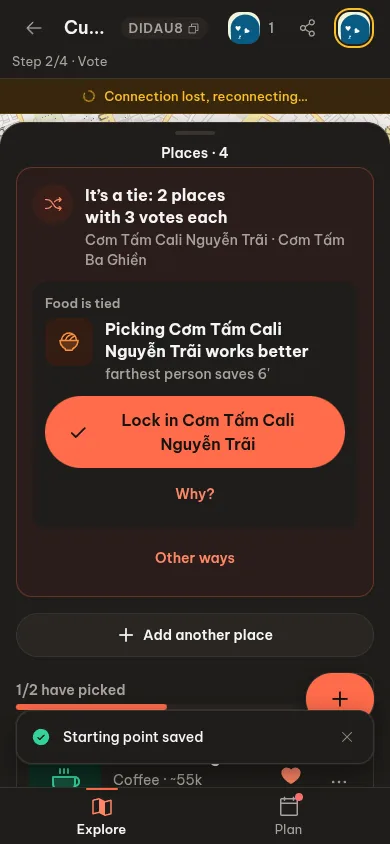 Cu...
DIDAU8
1
Step 2/4 · Vote
Connection lost, reconnecting...
Places · 4
It's a tie: 2 places
with 3 votes each
Cơm Tấm Cali Nguyễn Trãi · Cơm Tấm
Ba Ghiền
Food is tied
Picking Cơm Tấm Cali
Nguyễn Trãi works better
farthest person saves 6'
Lock in Cơm Tấm Cali
Nguyễn Trãi
Why?
Other ways
Add another place
1/2 have picked
Starting point saved
Coffee · ~55k
Explore
Plan